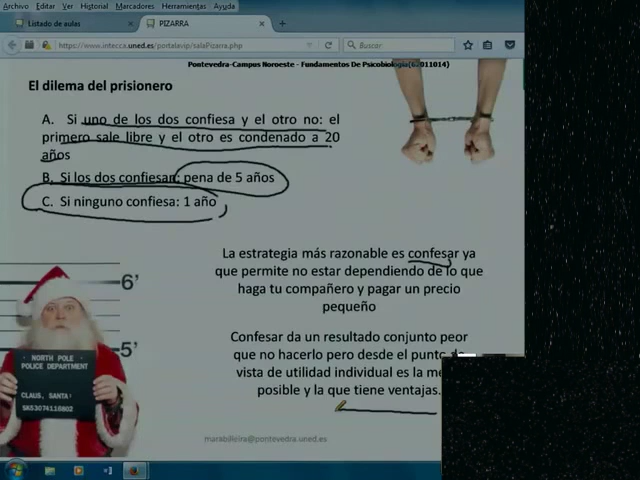 Archivo Editar Ver Historial Marcadores Herramientas Ayuda
Listado de aulas
PIZARRA
https://www.intecca.uned.es/portalavip/salaPizarra.php
Buscar
Pontevedra-Campus Noroeste - Fundamentos De Psicobiología(62011014)
El dilema del prisionero
A. Si uno de los dos confiesa y el otro no: el
primero sale libre y el otro es condenado a 20
años
B. Si los dos confiesan: pena de 5 años
C. Si ninguno confiesa: 1 año
La estrategia más razonable es confesar ya
que permite no estar dependiendo de lo que
haga tu compañero y pagar un precio
pequeño
Confesar da un resultado conjunto peor
que no hacerlo pero desde el punto de
vista de utilidad individual es la
posible y la que tiene ventajas.
6'
5'
NORTH POLE
POLICE DEPARTMENT
CLAUS, SANTA:
SA53074116802
marabilleira@pontevedra.uned.es